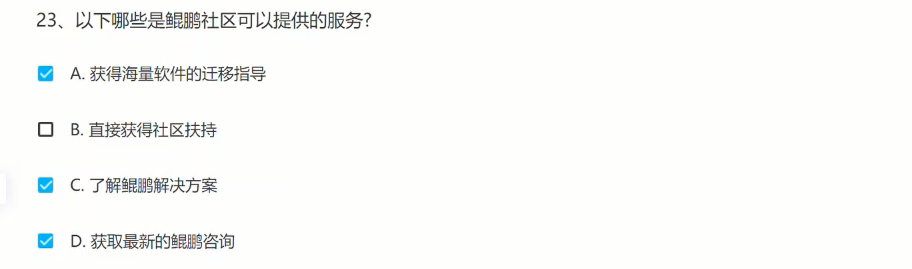 23、以下哪些是鲲鹏社区可以提供的服务?
A. 获得海量软件的迁移指导
B. 直接获得社区扶持
C. 了解鲲鹏解决方案
D. 获取最新的鲲鹏咨询